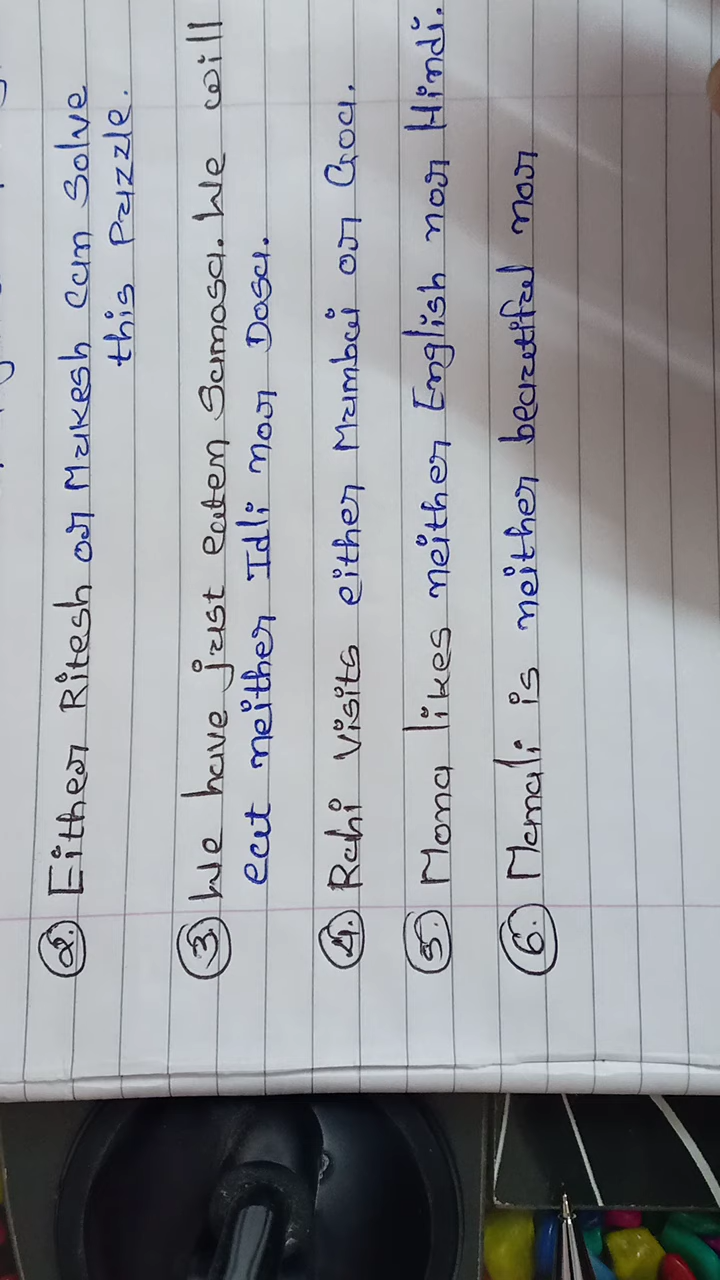 2. Either Ritesh or Mukesh can solve
this puzzle.
3. We have just eaten Samosa. We will
eat neither Idli nor Dosa.
4. Rahi visits either Mumbai or Goa.
5. Mona likes neither English nor Hindi.
6. Manali is neither beautiful nor